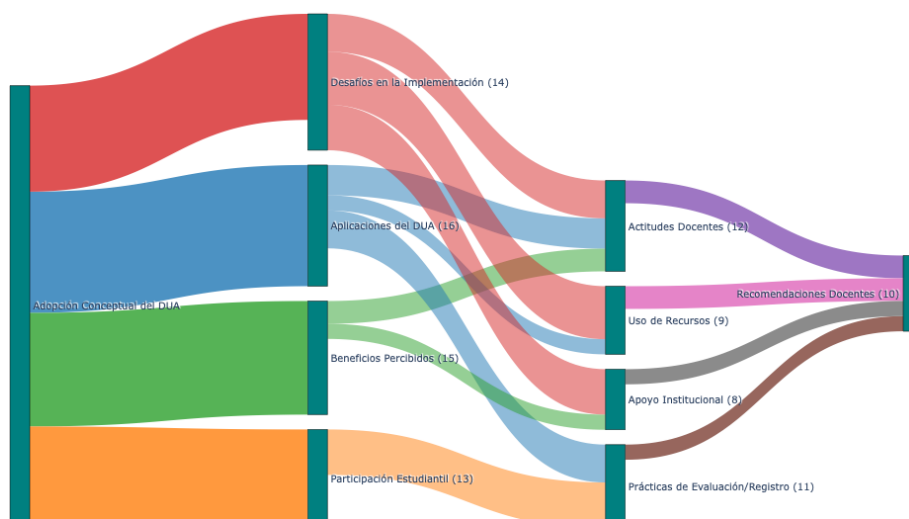 Desafíos en la Implementación (14)
Aplicaciones del DUA (16)
Actitudes Docentes (12)
Recomendaciones Docentes (10)
Adopción Conceptual del DUA
Uso de Recursos (9)
Beneficios Percibidos (15)
Apoyo Institucional (8)
Participación Estudiantil (13)
Prácticas de Evaluación/Registro (11)